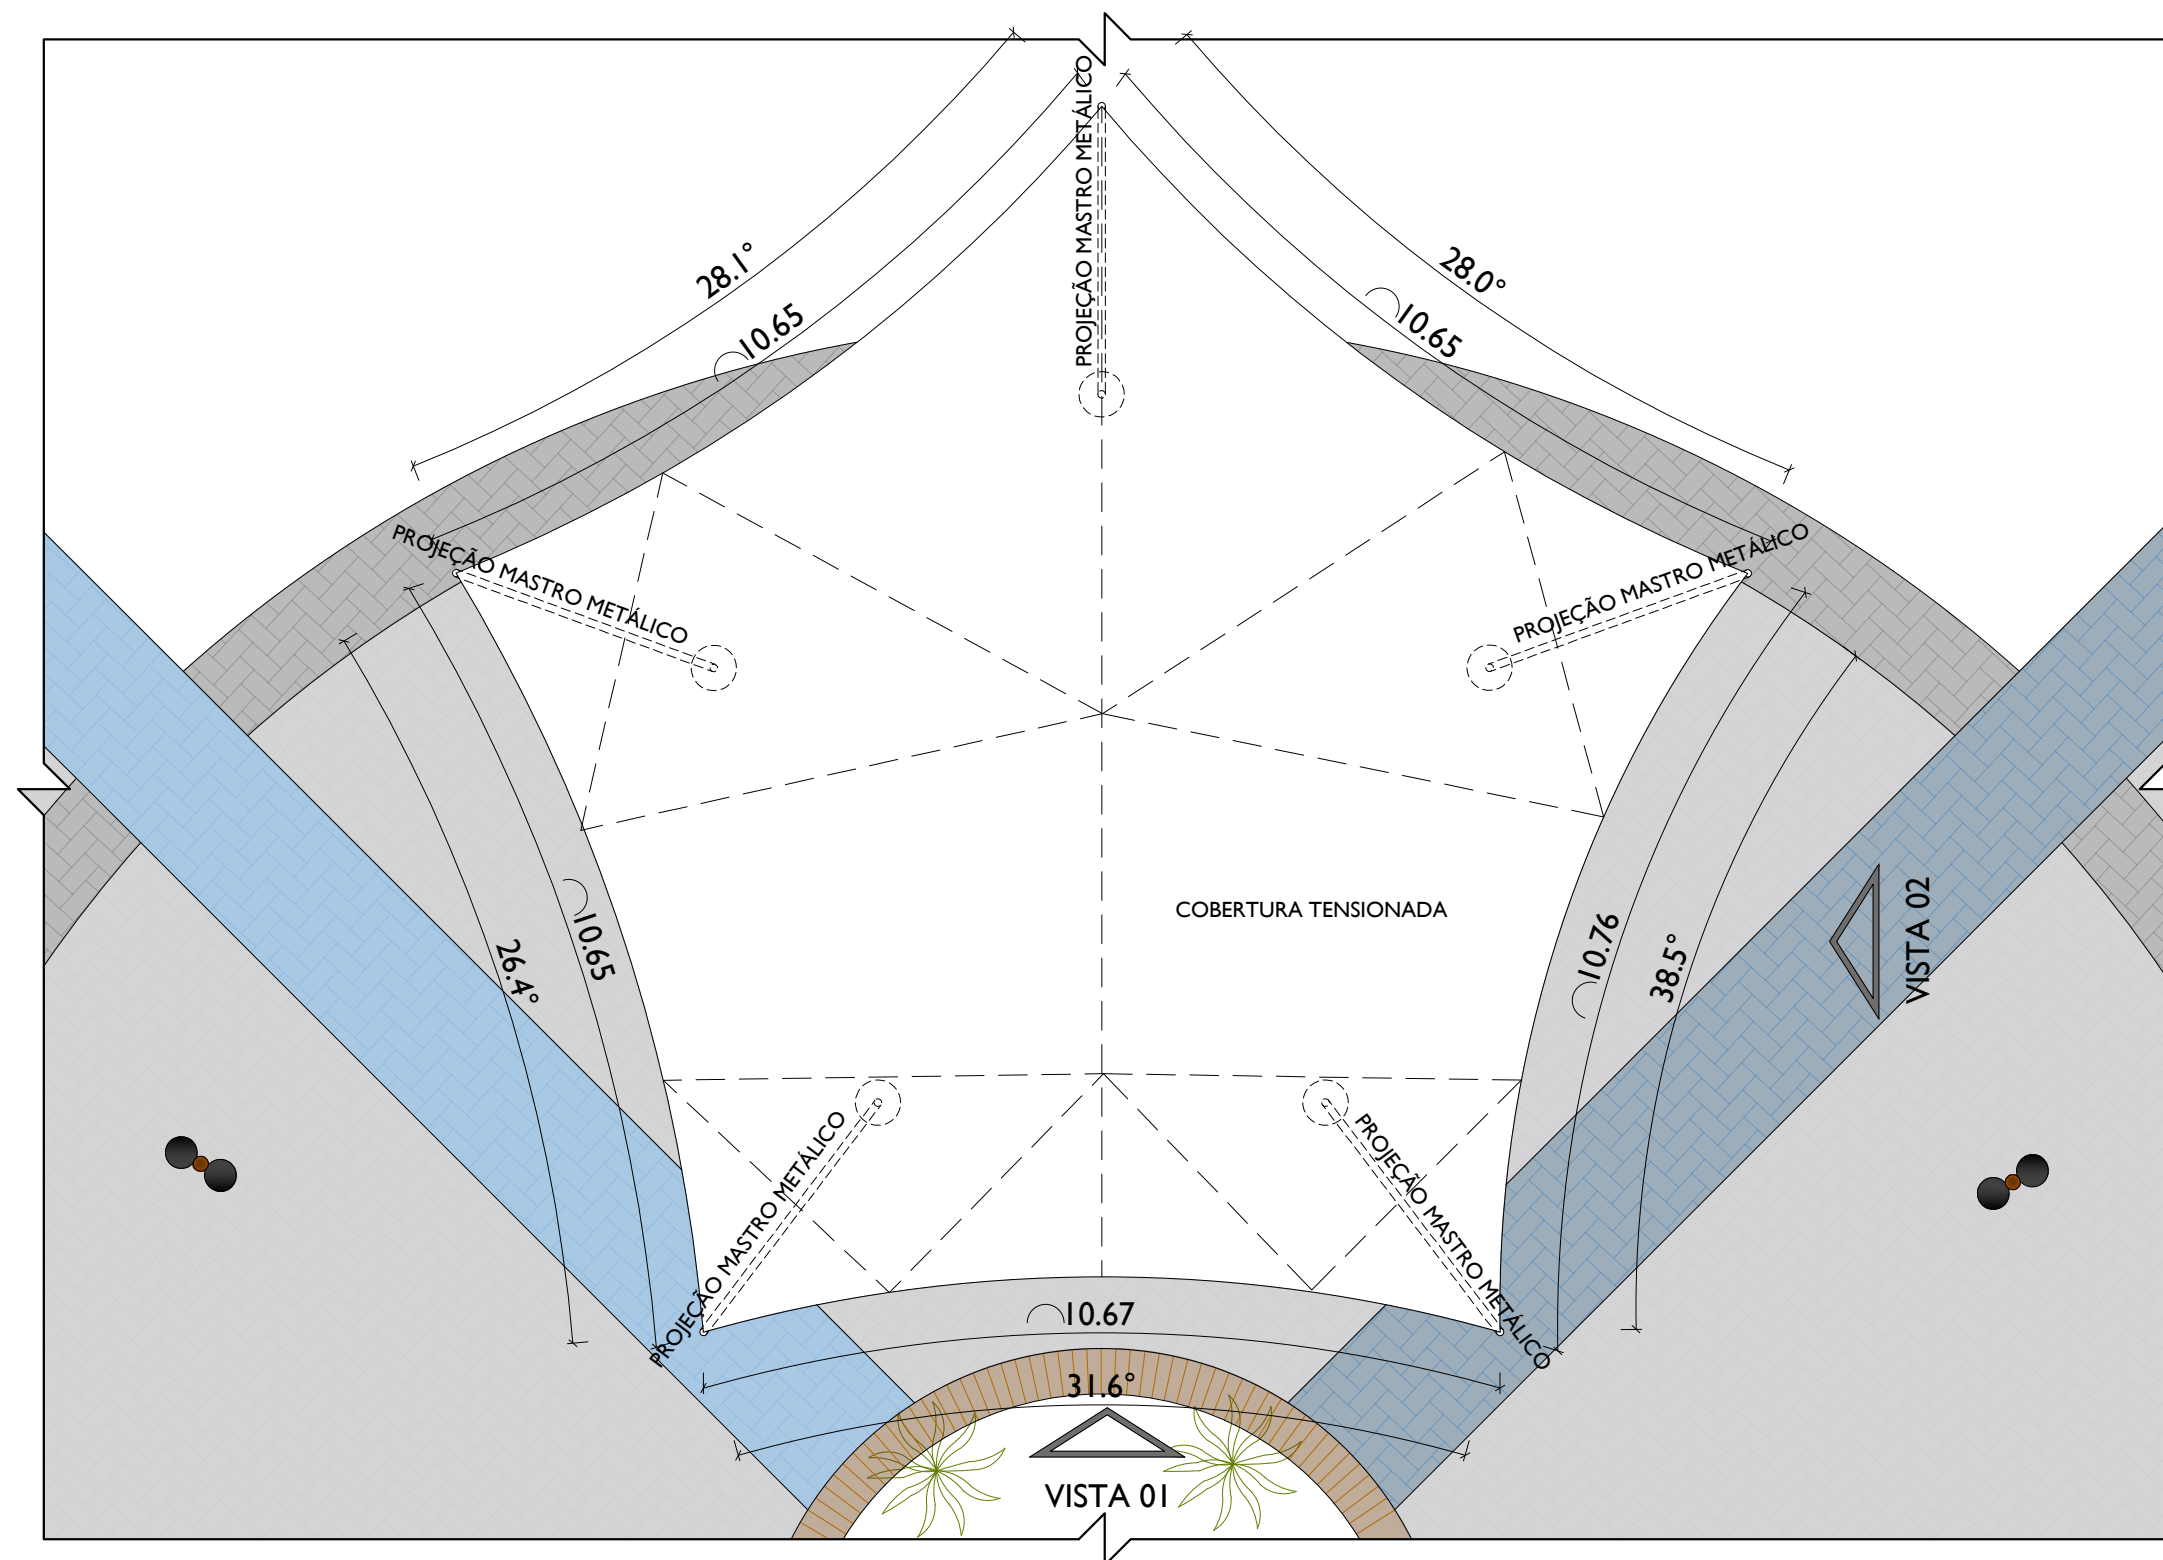 PROJEÇÃO MASTRO METÁLICO
28.1°
28.0°
10.65
10.65
PROJEÇÃO MASTRO METÁLICO
PROJEÇÃO MASTRO METÁLICO
COBERTURA TENSIONADA
26.4°
10.65
10.76
38.5°
VISTA 02
PROJEÇÃO MASTRO METÁLICO
PROJEÇÃO MASTRO METÁLICO
10.67
31.6°
VISTA 01